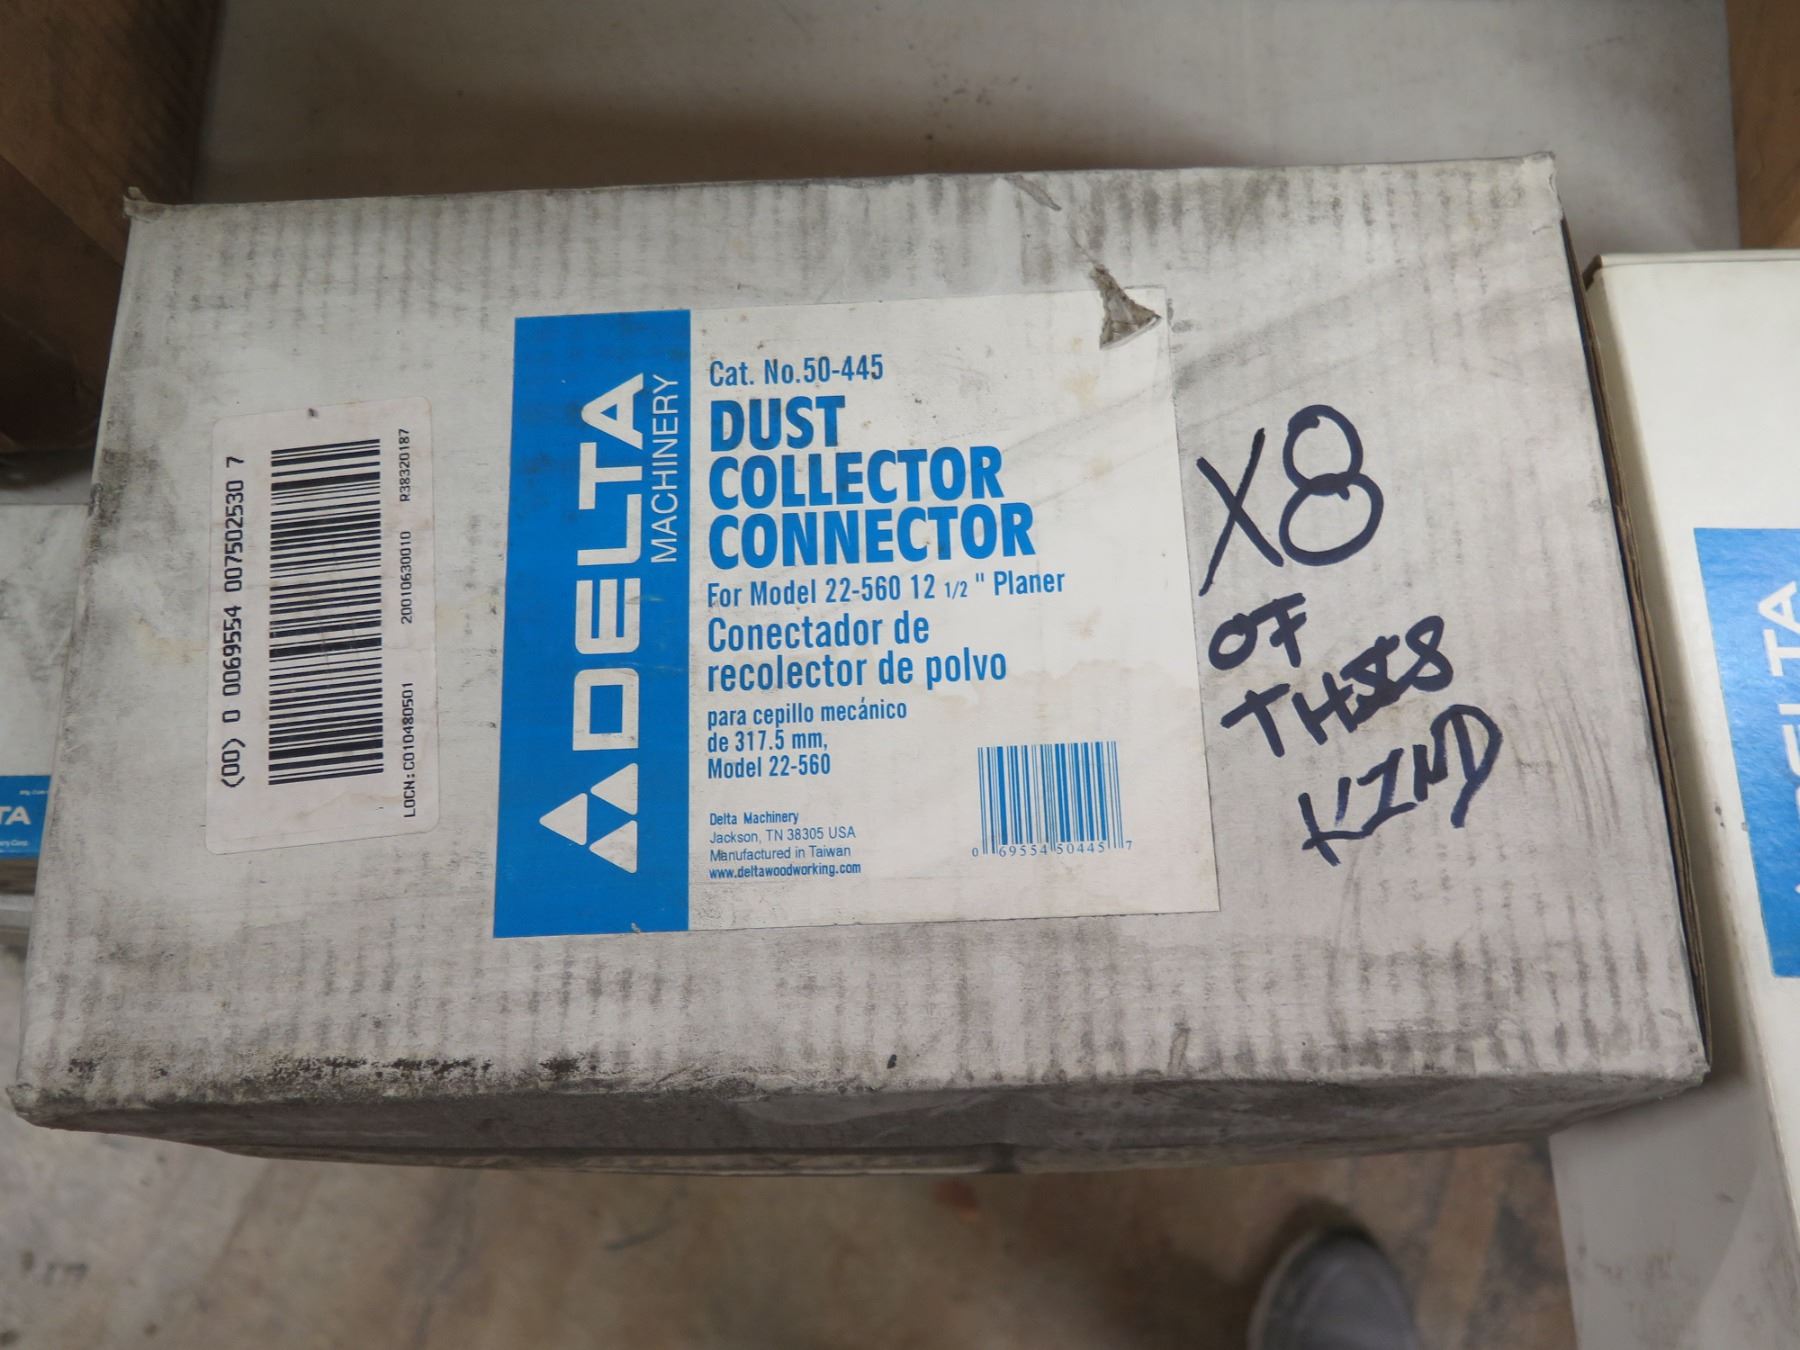 (00) 0 0069554 007502530 7
LOCN:C010480501 20010630010 R38320187
DELTA
MACHINERY
Cat. No.50-445
DUST
COLLECTOR
CONNECTOR
For Model 22-560 12 1/2 " Planer
Conectador de
recolector de polvo
para cepillo mecánico
de 317.5 mm,
Model 22-560
Delta Machinery
Jackson, TN 38305 USA
Manufactured in Taiwan
www.deltawoodworking.com
0 69554 50445 7
X8
OF
THIS
KIND
TA
DELTA